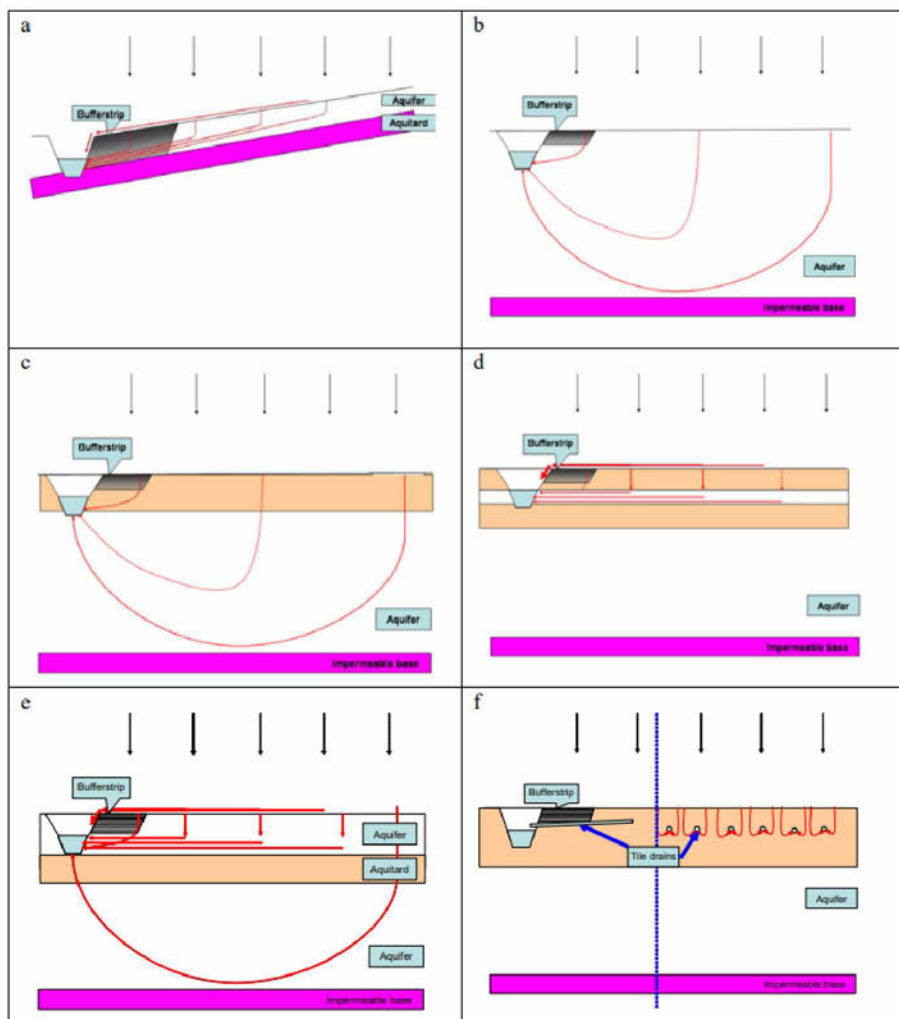 a
Bufferstrip
Aquifer
Aquitard
b
Bufferstrip
Aquifer
Impermeable base
c
Bufferstrip
Aquifer
Impermeable base
d
Bufferstrip
Aquifer
Impermeable base
e
Bufferstrip
Aquifer
Aquitard
Aquifer
Impermeable base
f
Bufferstrip
Tile drains
Aquifer
Impermeable base